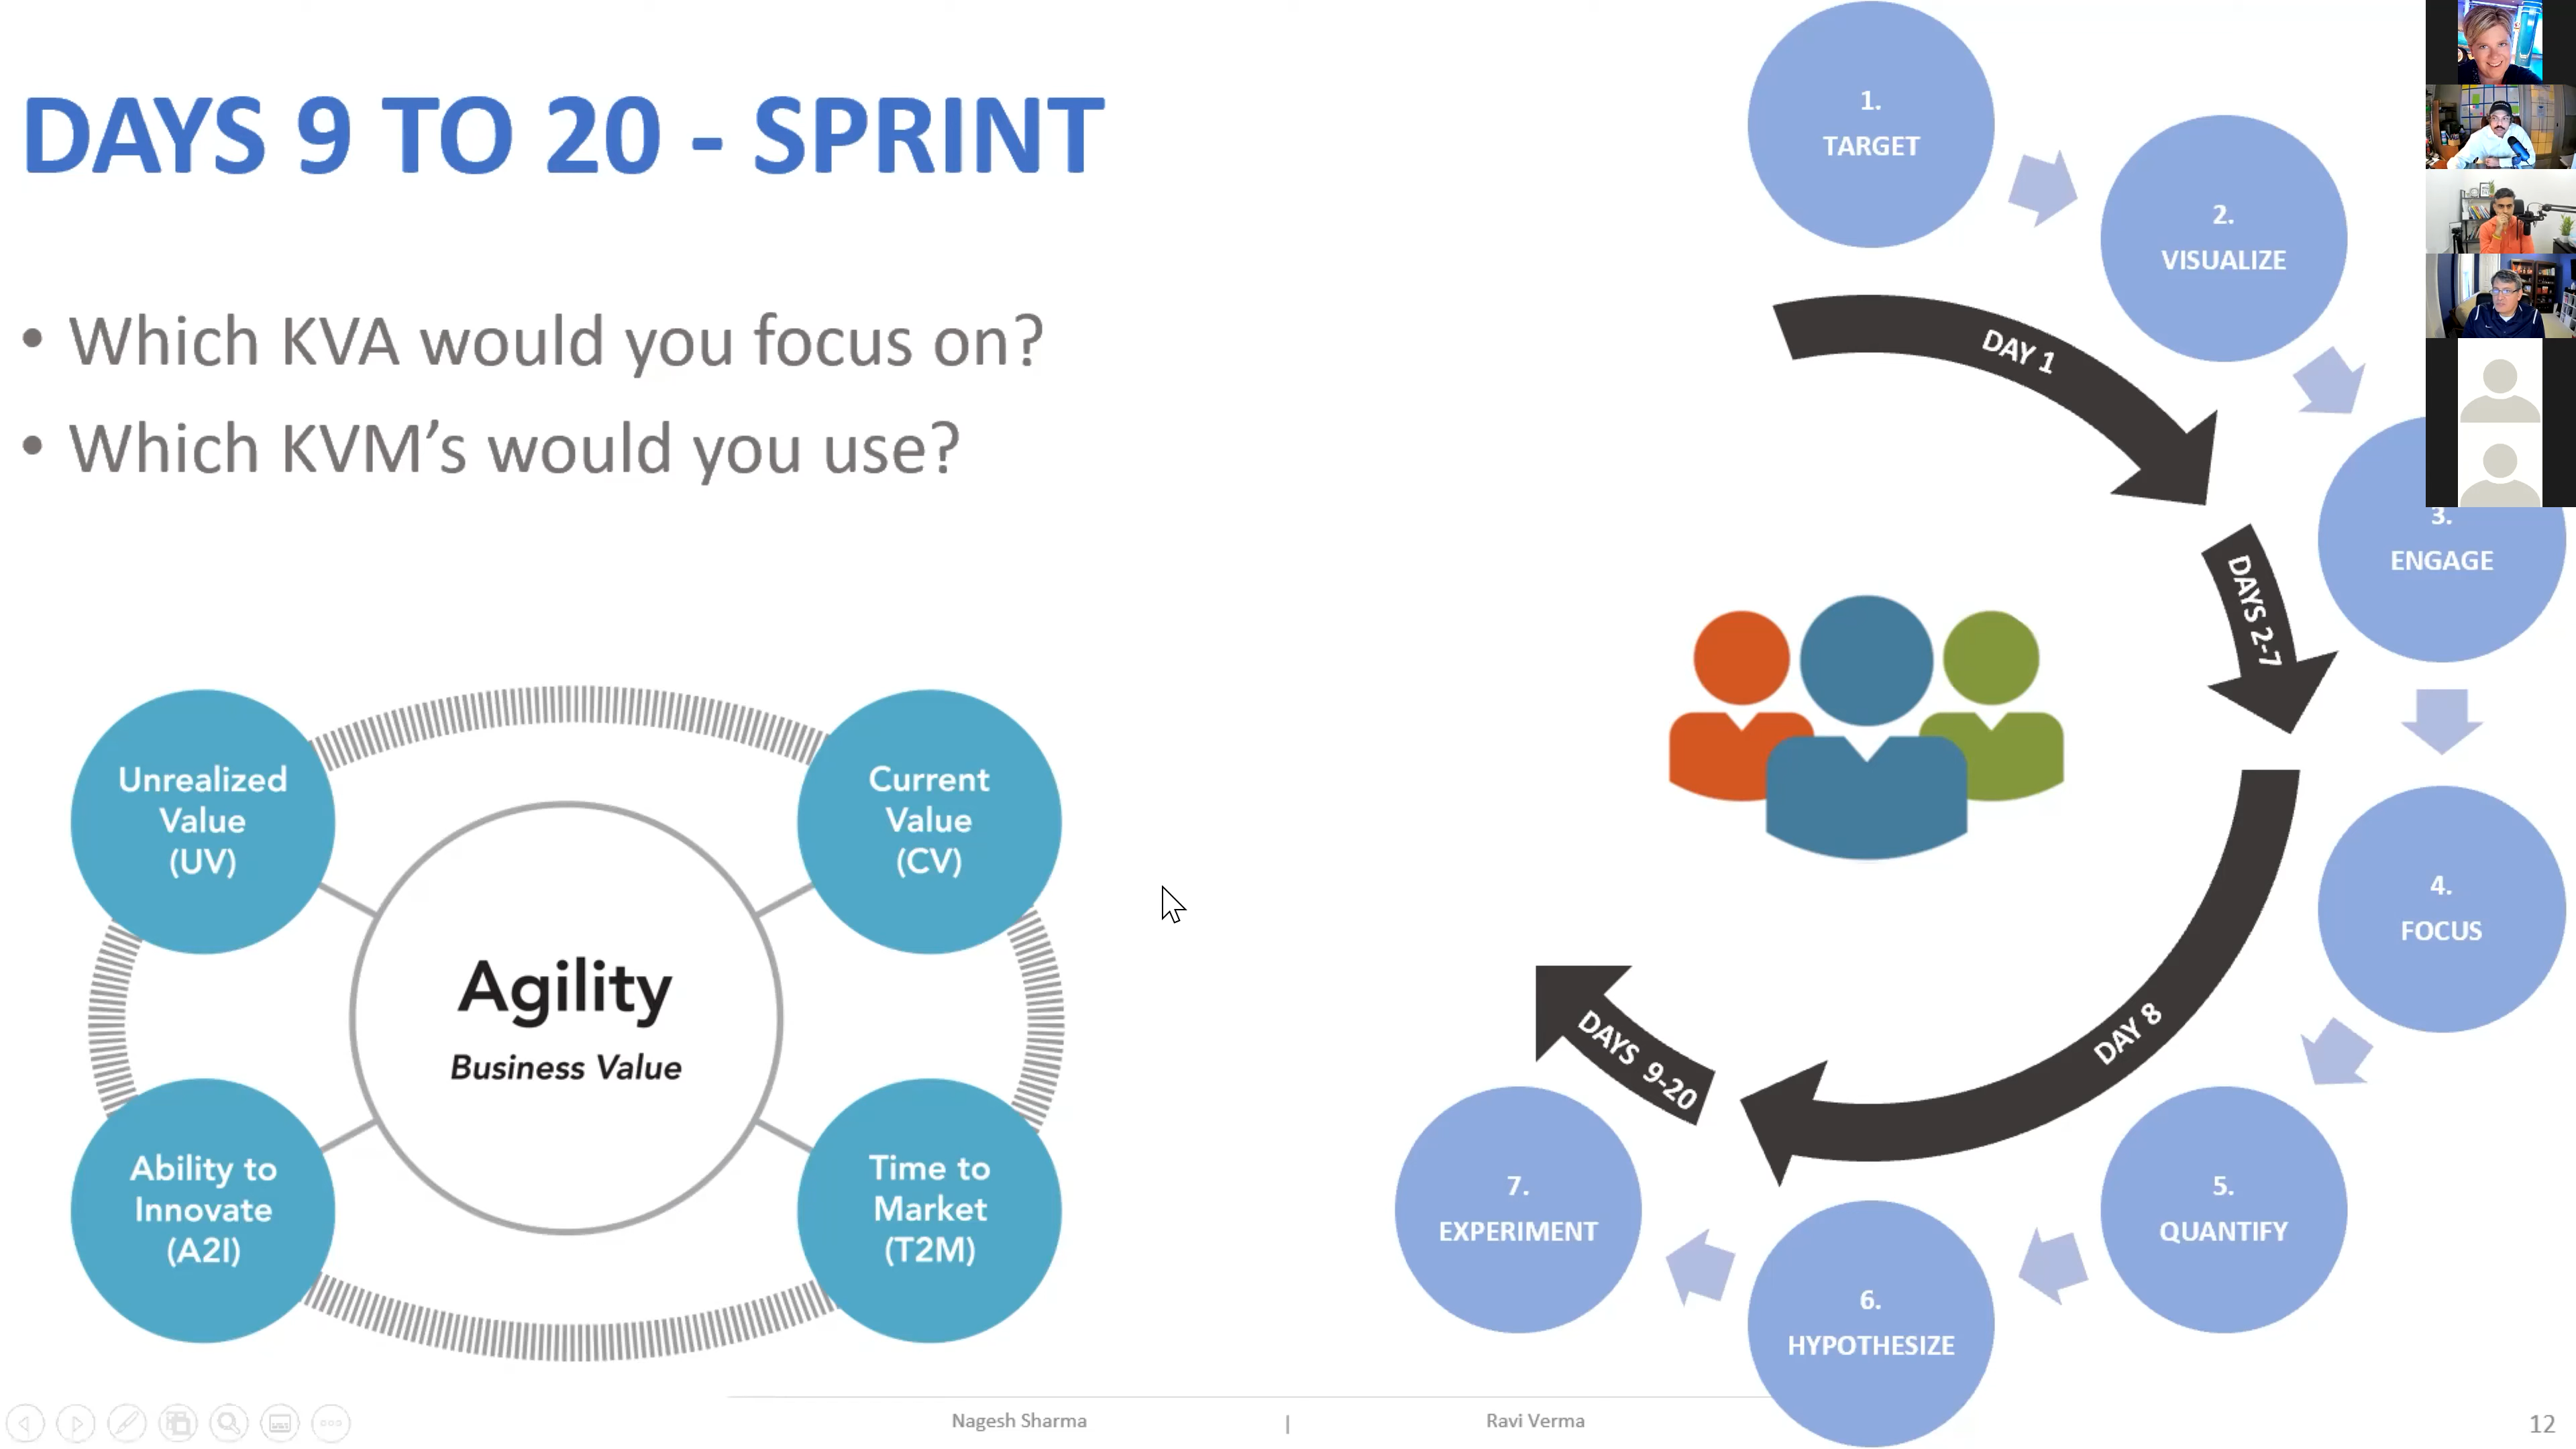 DAYS 9 TO 20 - SPRINT
• Which KVA would you focus on?
• Which KVM’s would you use?
Unrealized
Value
(UV)
Current
Value
(CV)
Agility
Business Value
Ability to
Innovate
(A2I)
Time to
Market
(T2M)
1.
TARGET
2.
VISUALIZE
3.
ENGAGE
4.
FOCUS
5.
QUANTIFY
6.
HYPOTHESIZE
7.
EXPERIMENT
DAY 1
DAYS 2-7
DAY 8
DAYS 9-20
Nagesh Sharma
|
Ravi Verma
12